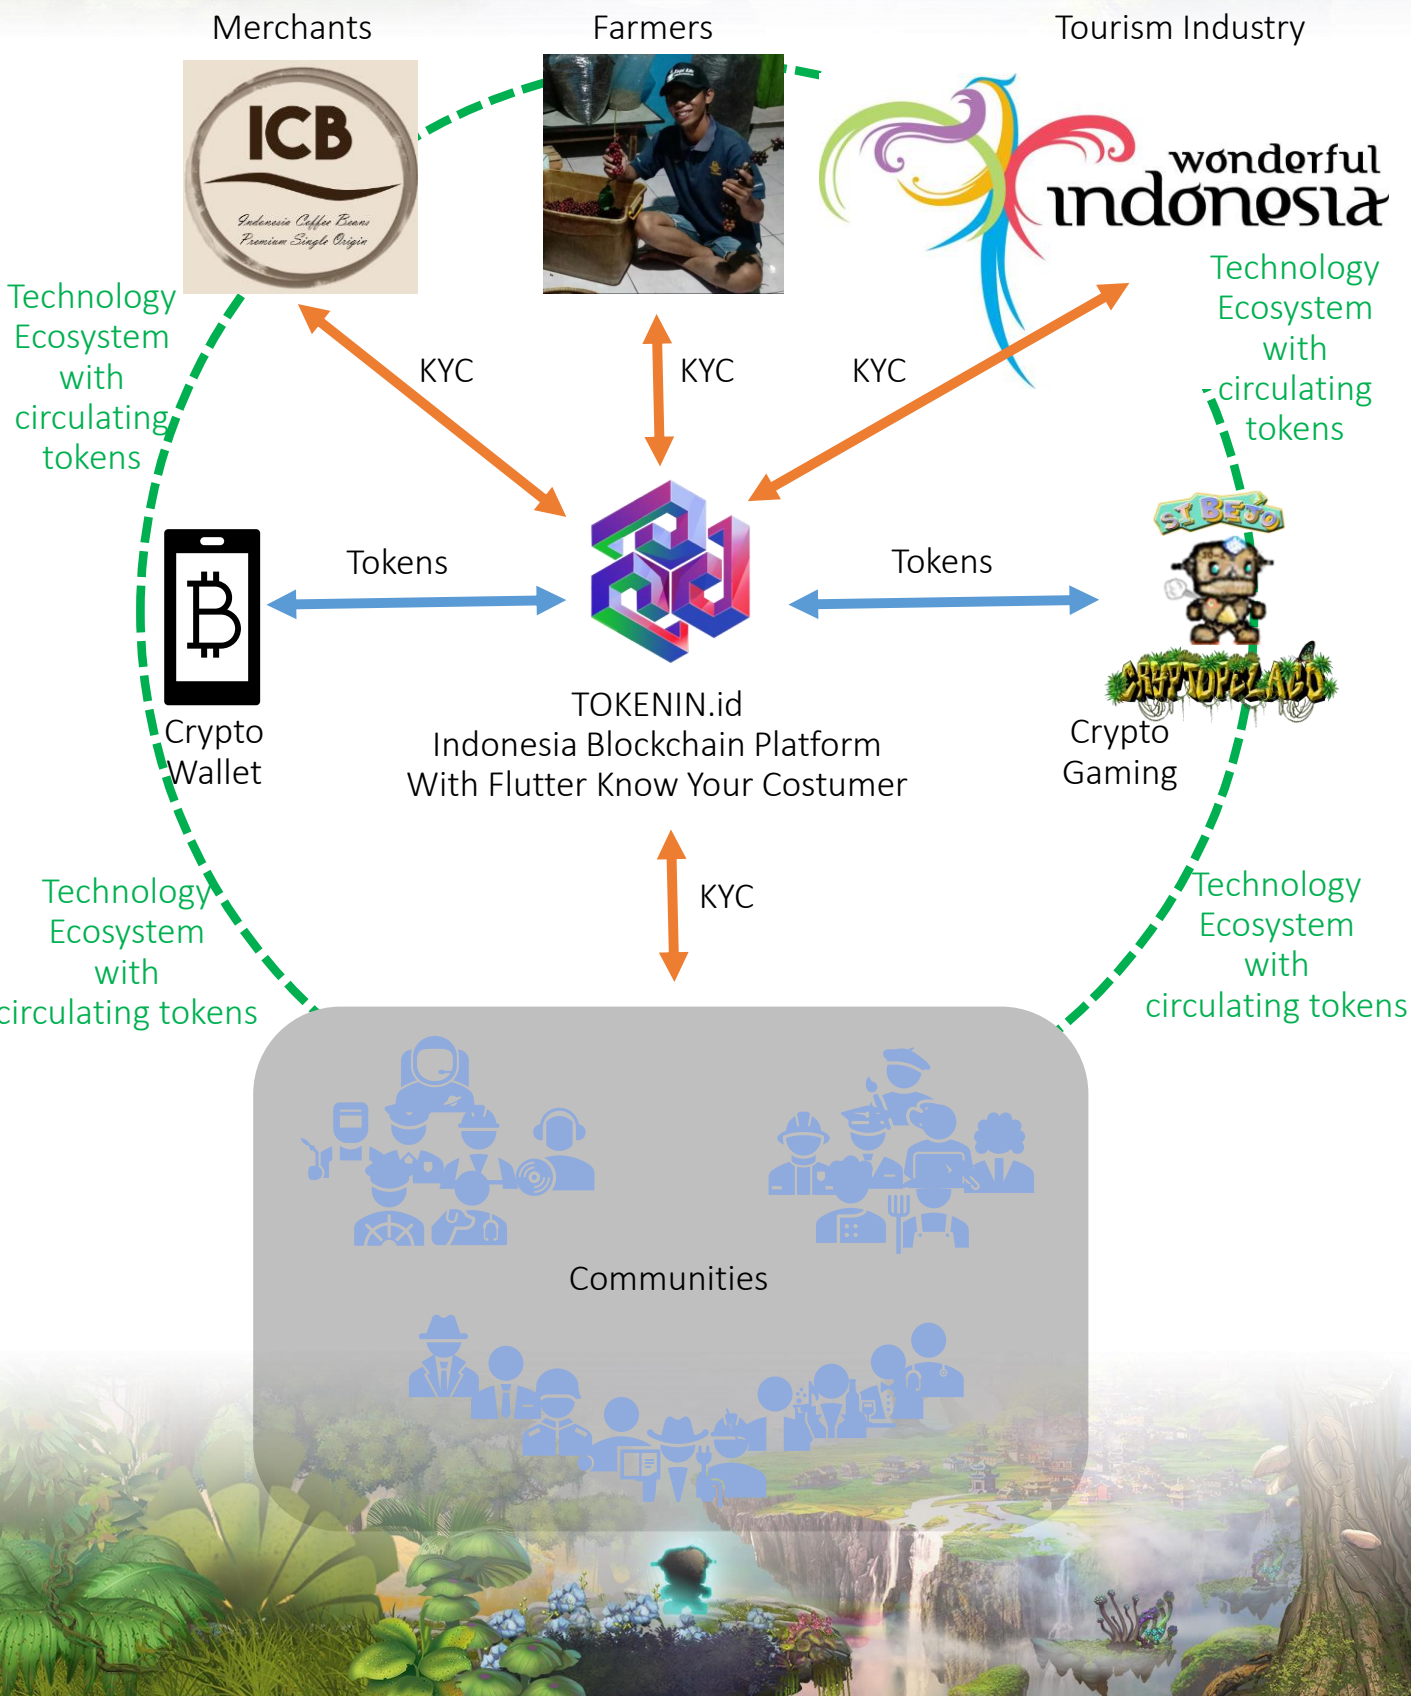 Merchants
Farmers
Tourism Industry
ICB
Indonesia Coffee Beans
Premium Single Origin
wonderful
indonesia
Technology
Ecosystem
with
circulating
tokens
Technology
Ecosystem
with
circulating
tokens
KYC
KYC
KYC
Tokens
Tokens
SI BEJO
CRYPTOPELAGO
Crypto
Wallet
Crypto
Gaming
TOKENIN.id
Indonesia Blockchain Platform
With Flutter Know Your Costumer
KYC
Technology
Ecosystem
with
circulating tokens
Technology
Ecosystem
with
circulating tokens
Communities